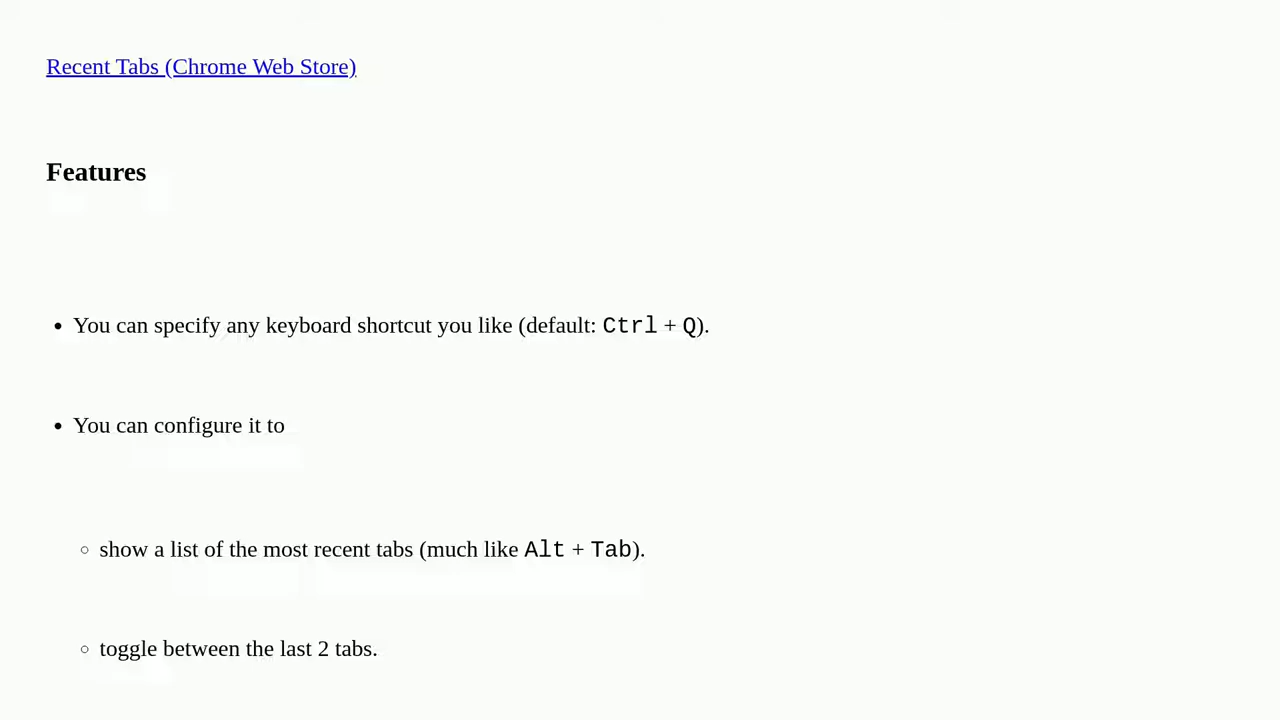 Recent Tabs (Chrome Web Store)
Features
• You can specify any keyboard shortcut you like (default: Ctrl + Q).
• You can configure it to
◦ show a list of the most recent tabs (much like Alt + Tab).
◦ toggle between the last 2 tabs.